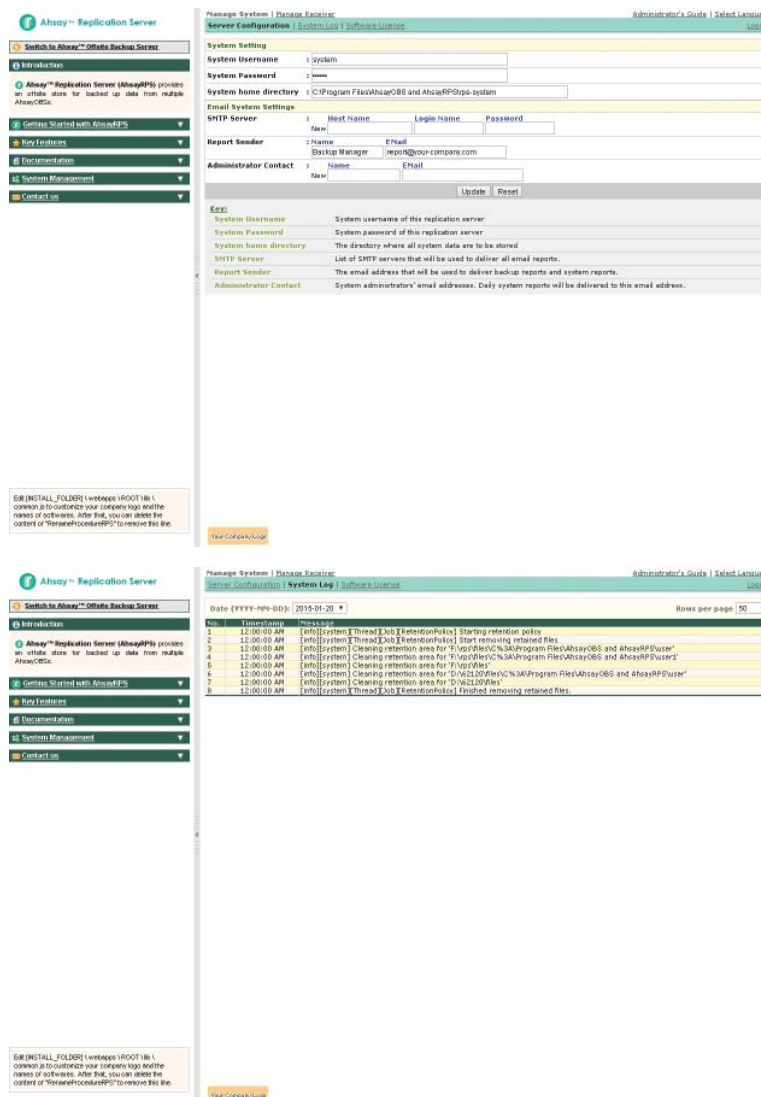 Ahsay™ Replication Server
Switch to Ahsay™ Offsite Backup Server
Introduction
Ahsay™ Replication Server (AhsayRPS) provides
an offsite store for backed up data from multiple
AhsayOBSs.
Getting Started with AhsayRPS
Key Features
Documentation
System Management
Contact us
Edit [INSTALL_FOLDER] \ webapps \ ROOT \ lib \
common.js to customize your company logo and the
names of softwares. After that, you can delete the
content of "RenameProcedureRPS" to remove this line.
Manage System | Manage Receiver
Administrator's Guide | Select Langua
Server Configuration | System Log | Software License
Logo
System Setting
System Username : system
System Password : ••••••
System home directory : C:\Program Files\AhsayOBS and AhsayRPS\rps-system
Email System Settings
SMTP Server : Host Name Login Name Password
New
Report Sender : Name EMail
Backup Manager report@your-company.com
Administrator Contact : Name EMail
New
Update Reset
Key:
System Username System username of this replication server
System Password System password of this replication server
System home directory The directory where all system data are to be stored
SMTP Server List of SMTP servers that will be used to deliver all email reports.
Report Sender The email address that will be used to deliver backup reports and system reports.
Administrator Contact System administrators' email addresses. Daily system reports will be delivered to this email address.
Your Company Logo
Ahsay™ Replication Server
Switch to Ahsay™ Offsite Backup Server
Introduction
Ahsay™ Replication Server (AhsayRPS) provides
an offsite store for backed up data from multiple
AhsayOBSs.
Getting Started with AhsayRPS
Key Features
Documentation
System Management
Contact us
Edit [INSTALL_FOLDER] \ webapps \ ROOT \ lib \
common.js to customize your company logo and the
names of softwares. After that, you can delete the
content of "RenameProcedureRPS" to remove this line.
Manage System | Manage Receiver
Administrator's Guide | Select Langua
Server Configuration | System Log | Software License
Logo
Date (YYYY-MM-DD): 2015-01-20
Rows per page 50
No. Timestamp Message
1 12:00:00 AM [info][system][Thread][Job][RetentionPolicy] Starting retention policy
2 12:00:00 AM [info][system][Thread][Job][RetentionPolicy] Start removing retained files
3 12:00:00 AM [info][system] Cleaning retention area for 'F:\rps\files\C%3A\Program Files\AhsayOBS and AhsayRPS\user'
4 12:00:00 AM [info][system] Cleaning retention area for 'F:\rps\files\C%3A\Program Files\AhsayOBS and AhsayRPS\user1'
5 12:00:00 AM [info][system] Cleaning retention area for 'F:\rps\files'
6 12:00:00 AM [info][system] Cleaning retention area for 'D:\62120\files\C%3A\Program Files\AhsayOBS and AhsayRPS\user'
7 12:00:00 AM [info][system] Cleaning retention area for 'D:\62120\files'
8 12:00:00 AM [info][system][Thread][Job][RetentionPolicy] Finished removing retained files.
Your Company Logo